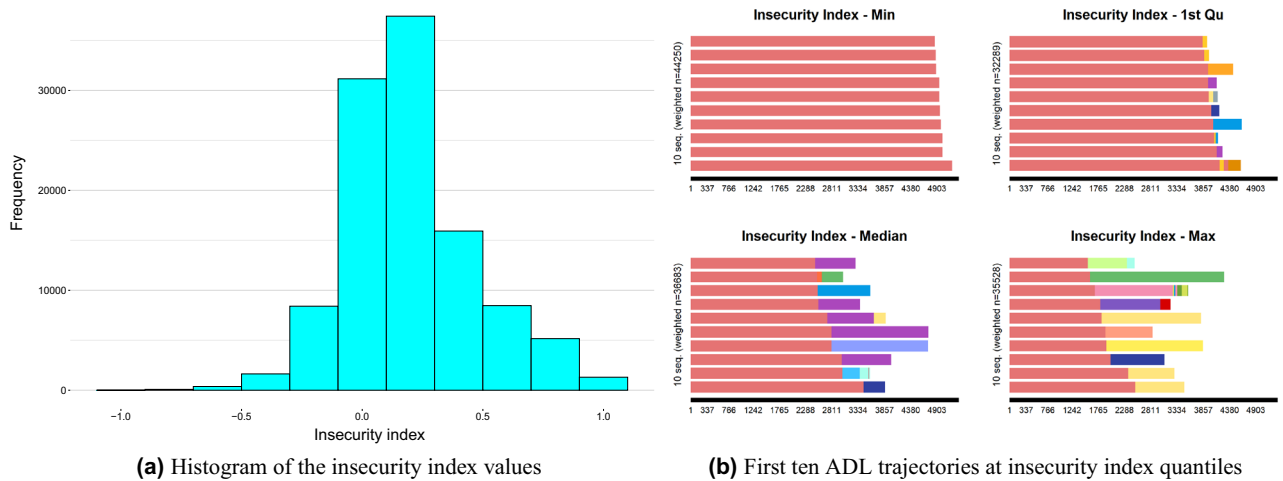 Frequency
30000
20000
10000
0
−1.0 −0.5 0.0 0.5 1.0
Insecurity index
(a) Histogram of the insecurity index values
Insecurity Index - Min
10 seq. (weighted n=44250)
1 337 766 1242 1765 2288 2811 3334 3857 4380 4903
Insecurity Index - 1st Qu
10 seq. (weighted n=32289)
1 337 766 1242 1765 2288 2811 3334 3857 4380 4903
Insecurity Index - Median
10 seq. (weighted n=36683)
1 337 766 1242 1765 2288 2811 3334 3857 4380 4903
Insecurity Index - Max
10 seq. (weighted n=35528)
1 337 766 1242 1765 2288 2811 3334 3857 4380 4903
(b) First ten ADL trajectories at insecurity index quantiles